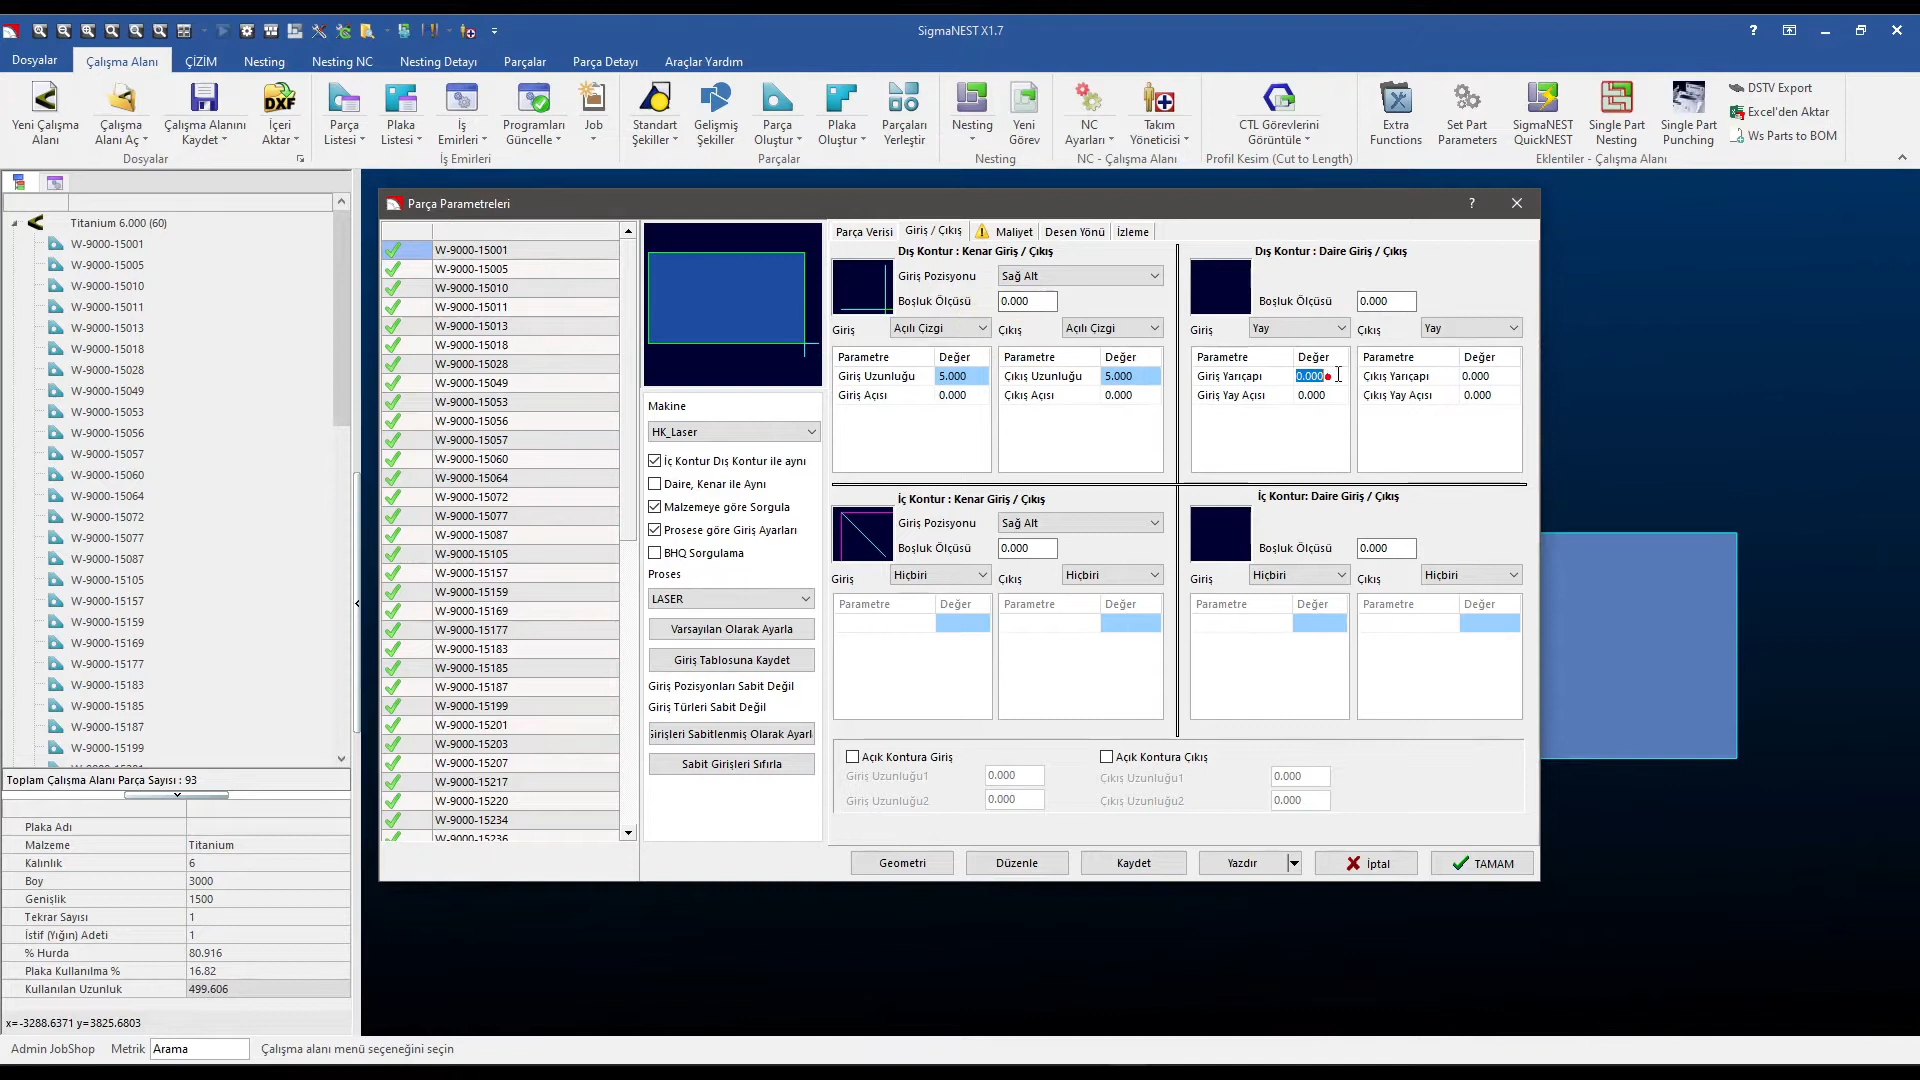 SigmaNEST X1.7
Dosyalar Çalışma Alanı ÇİZİM Nesting Nesting NC Nesting Detayı Parçalar Parça Detayı Araçlar Yardım
Yeni Çalışma Alanı
Çalışma Alanı Aç
Çalışma Alanını Kaydet
DXF
İçeri Aktar
Parça Listesi
Plaka Listesi
İş Emirleri
Programları Güncelle
Job
Standart Şekiller
Gelişmiş Şekiller
Parça Oluştur
Plaka Oluştur
Parçaları Yerleştir
Nesting
Yeni Görev
NC Ayarları
Takım Yöneticisi
CTL Görevlerini Görüntüle
Extra Functions
Set Part Parameters
SigmaNEST QuickNEST
Single Part Nesting
Single Part Punching
DSTV Export
Excel'den Aktar
Ws Parts to BOM
Dosyalar
İş Emirleri
Parçalar
Nesting
NC - Çalışma Alanı
Profil Kesim (Cut to Length)
Eklentiler - Çalışma Alanı
Titanium 6.000 (60)
W-9000-15001
W-9000-15005
W-9000-15010
W-9000-15011
W-9000-15013
W-9000-15018
W-9000-15028
W-9000-15049
W-9000-15053
W-9000-15056
W-9000-15057
W-9000-15060
W-9000-15064
W-9000-15072
W-9000-15077
W-9000-15087
W-9000-15105
W-9000-15157
W-9000-15159
W-9000-15169
W-9000-15177
W-9000-15183
W-9000-15185
W-9000-15187
W-9000-15199
Toplam Çalışma Alanı Parça Sayısı : 93
Plaka Adı
Malzeme Titanium
Kalınlık 6
Boy 3000
Genişlik 1500
Tekrar Sayısı 1
İstif (Yığın) Adeti 1
% Hurda 80.916
Plaka Kullanılma % 16.82
Kullanılan Uzunluk 499.606
x=-3288.6371 y=3825.6803
Admin JobShop Metrik Arama Çalışma alanı menü seçeneğini seçin
Parça Parametreleri
W-9000-15001
W-9000-15005
W-9000-15010
W-9000-15011
W-9000-15013
W-9000-15018
W-9000-15028
W-9000-15049
W-9000-15053
W-9000-15056
W-9000-15057
W-9000-15060
W-9000-15064
W-9000-15072
W-9000-15077
W-9000-15087
W-9000-15105
W-9000-15157
W-9000-15159
W-9000-15169
W-9000-15177
W-9000-15183
W-9000-15185
W-9000-15187
W-9000-15199
W-9000-15201
W-9000-15203
W-9000-15207
W-9000-15217
W-9000-15220
W-9000-15234
W-9000-15236
Makine
HK_Laser
İç Kontur Dış Kontur ile aynı
Daire, Kenar ile Aynı
Malzemeye göre Sorgula
Prosese göre Giriş Ayarları
BHQ Sorgulama
Proses
LASER
Varsayılan Olarak Ayarla
Giriş Tablosuna Kaydet
Giriş Pozisyonları Sabit Değil
Giriş Türleri Sabit Değil
Girişleri Sabitlenmiş Olarak Ayarl
Sabit Girişleri Sıfırla
Parça Verisi Giriş / Çıkış Maliyet Desen Yönü İzleme
Dış Kontur : Kenar Giriş / Çıkış
Giriş Pozisyonu Sağ Alt
Boşluk Ölçüsü 0.000
Giriş Açılı Çizgi Çıkış Açılı Çizgi
Parametre Değer Parametre Değer
Giriş Uzunluğu 5.000 Çıkış Uzunluğu 5.000
Giriş Açısı 0.000 Çıkış Açısı 0.000
Dış Kontur : Daire Giriş / Çıkış
Boşluk Ölçüsü 0.000
Giriş Yay Çıkış Yay
Parametre Değer Parametre Değer
Giriş Yarıçapı 0.000 Çıkış Yarıçapı 0.000
Giriş Yay Açısı 0.000 Çıkış Yay Açısı 0.000
İç Kontur : Kenar Giriş / Çıkış
Giriş Pozisyonu Sağ Alt
Boşluk Ölçüsü 0.000
Giriş Hiçbiri Çıkış Hiçbiri
Parametre Değer Parametre Değer
İç Kontur: Daire Giriş / Çıkış
Boşluk Ölçüsü 0.000
Giriş Hiçbiri Çıkış Hiçbiri
Parametre Değer Parametre Değer
Açık Kontura Giriş Açık Kontura Çıkış
Giriş Uzunluğu1 0.000 Çıkış Uzunluğu1 0.000
Giriş Uzunluğu2 0.000 Çıkış Uzunluğu2 0.000
Geometri Düzenle Kaydet Yazdır İptal TAMAM